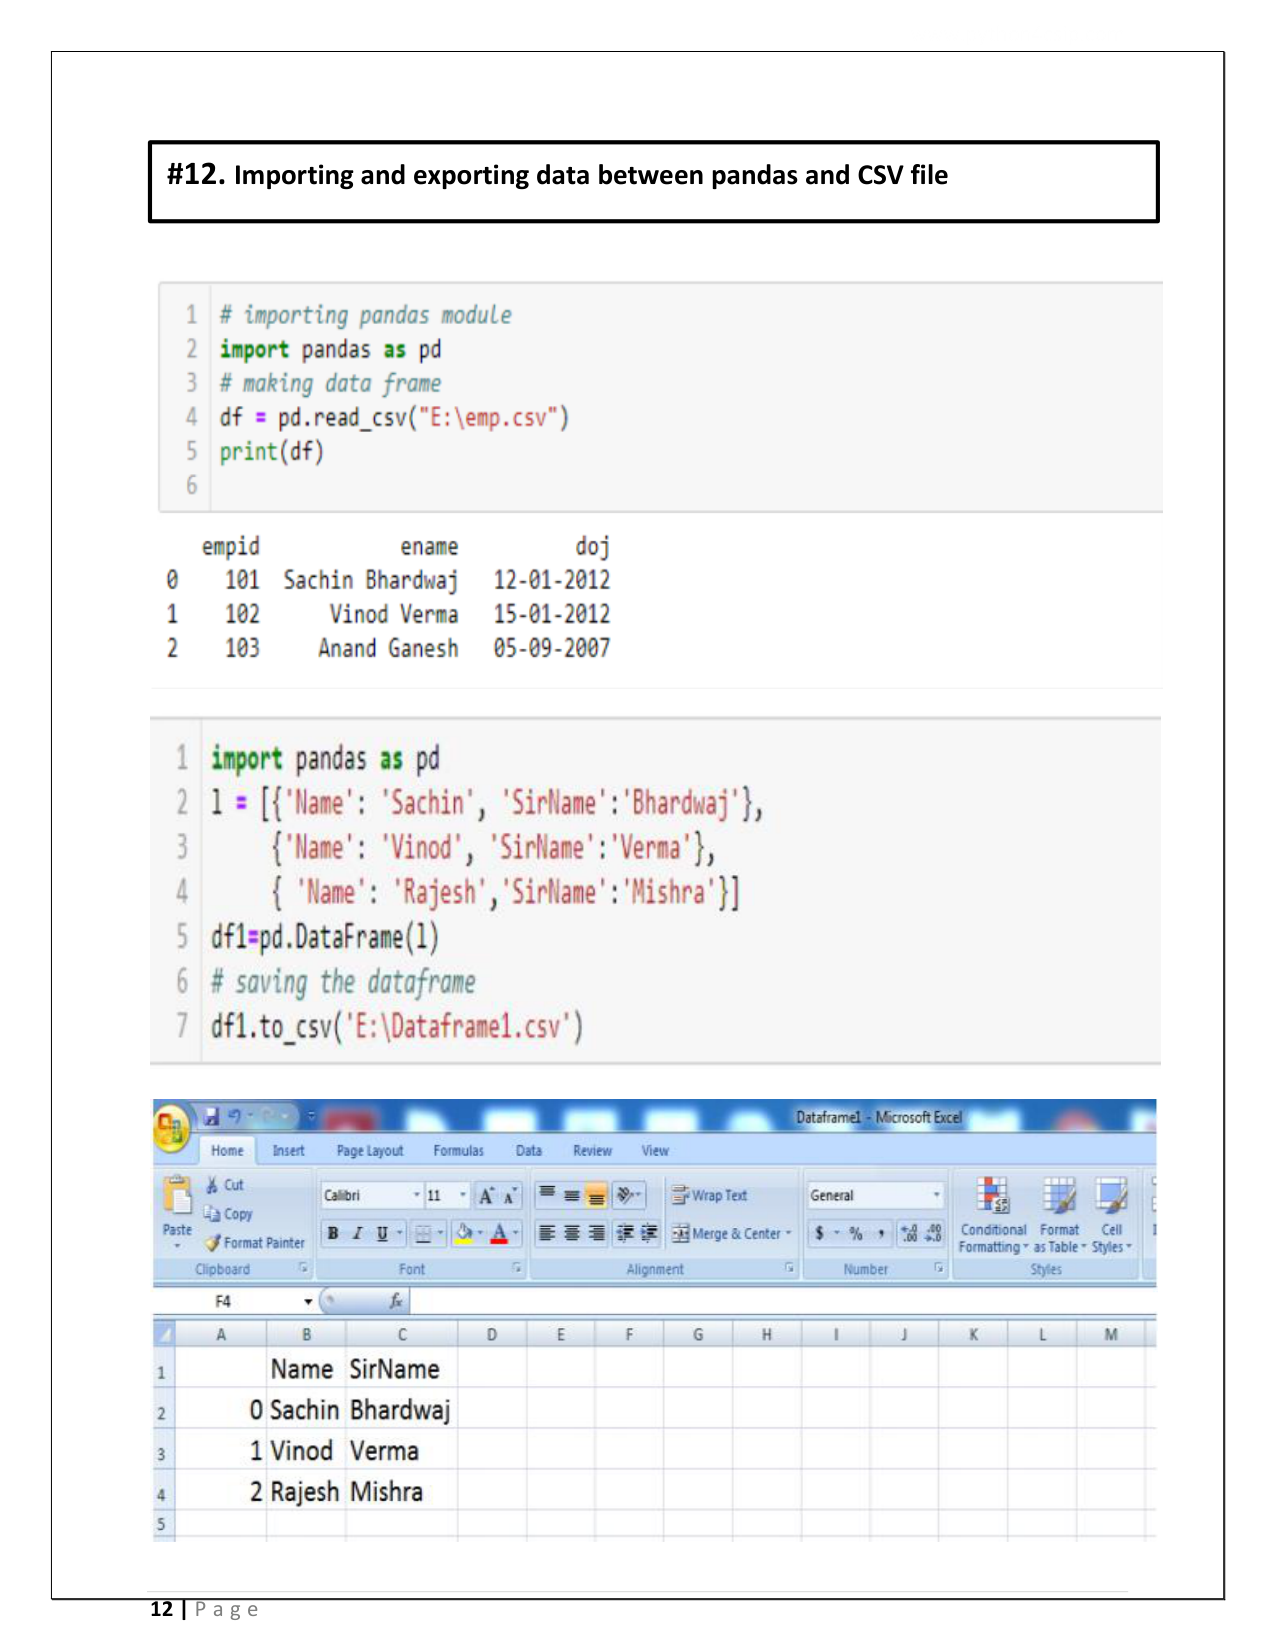 #12. Importing and exporting data between pandas and CSV file
1 # importing pandas module
2 import pandas as pd
3 # making data frame
4 df = pd.read_csv("E:\emp.csv")
5 print(df)
6
empid ename doj
0 101 Sachin Bhardwaj 12-01-2012
1 102 Vinod Verma 15-01-2012
2 103 Anand Ganesh 05-09-2007
1 import pandas as pd
2 l = [{'Name': 'Sachin', 'SirName':'Bhardwaj'},
3 {'Name': 'Vinod', 'SirName':'Verma'},
4 { 'Name': 'Rajesh','SirName':'Mishra'}]
5 df1=pd.DataFrame(l)
6 # saving the dataframe
7 df1.to_csv('E:\Dataframe1.csv')
Dataframe1 - Microsoft Excel
Home Insert Page Layout Formulas Data Review View
Cut
Copy
Format Painter
Paste
Clipboard
Calibri 11 A A
B I U A
Font
Wrap Text
Merge & Center
Alignment
General
$ % , .0 .00 .00 .0
Number
Conditional Formatting
Format as Table
Cell Styles
Styles
F4 fx
A B C D E F G H I J K L M
1 Name SirName
2 0 Sachin Bhardwaj
3 1 Vinod Verma
4 2 Rajesh Mishra
5
12 | Page